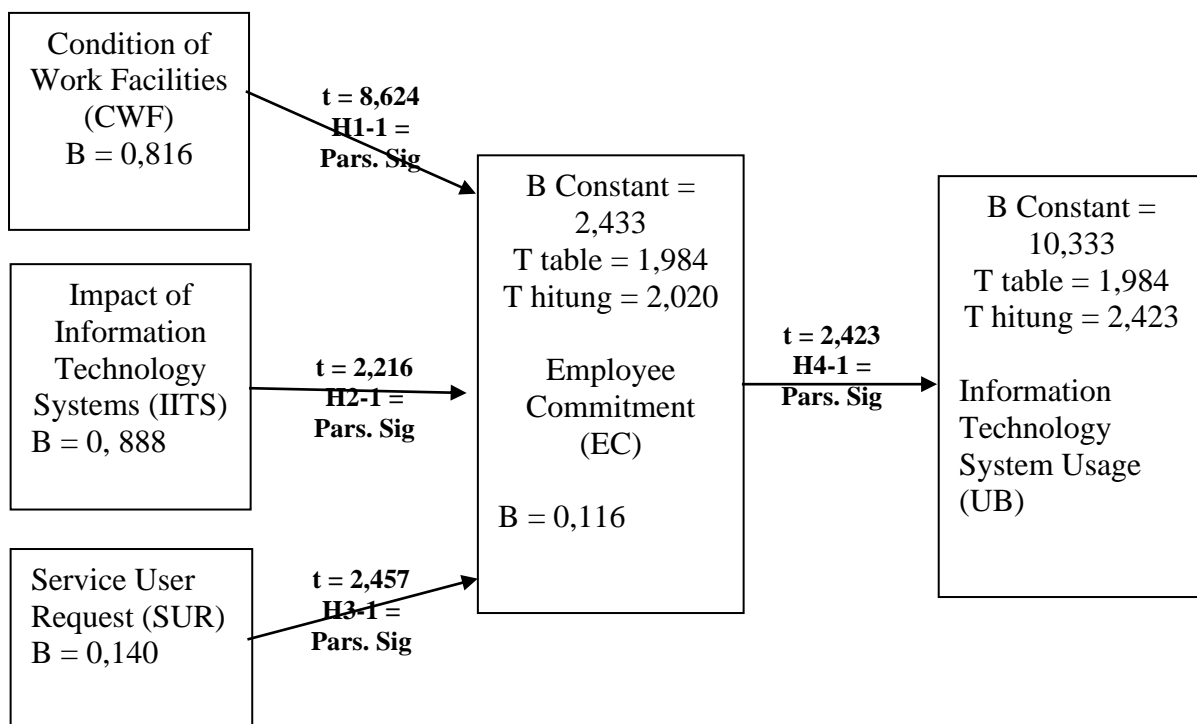 Condition of
Work Facilities
(CWF)
B = 0,816
t = 8,624
H1-1 =
Pars. Sig
Impact of
Information
Technology
Systems (IITS)
B = 0, 888
t = 2,216
H2-1 =
Pars. Sig
Service User
Request (SUR)
B = 0,140
t = 2,457
H3-1 =
Pars. Sig
B Constant =
2,433
T table = 1,984
T hitung = 2,020
Employee
Commitment
(EC)
B = 0,116
t = 2,423
H4-1 =
Pars. Sig
B Constant =
10,333
T table = 1,984
T hitung = 2,423
Information
Technology
System Usage
(UB)